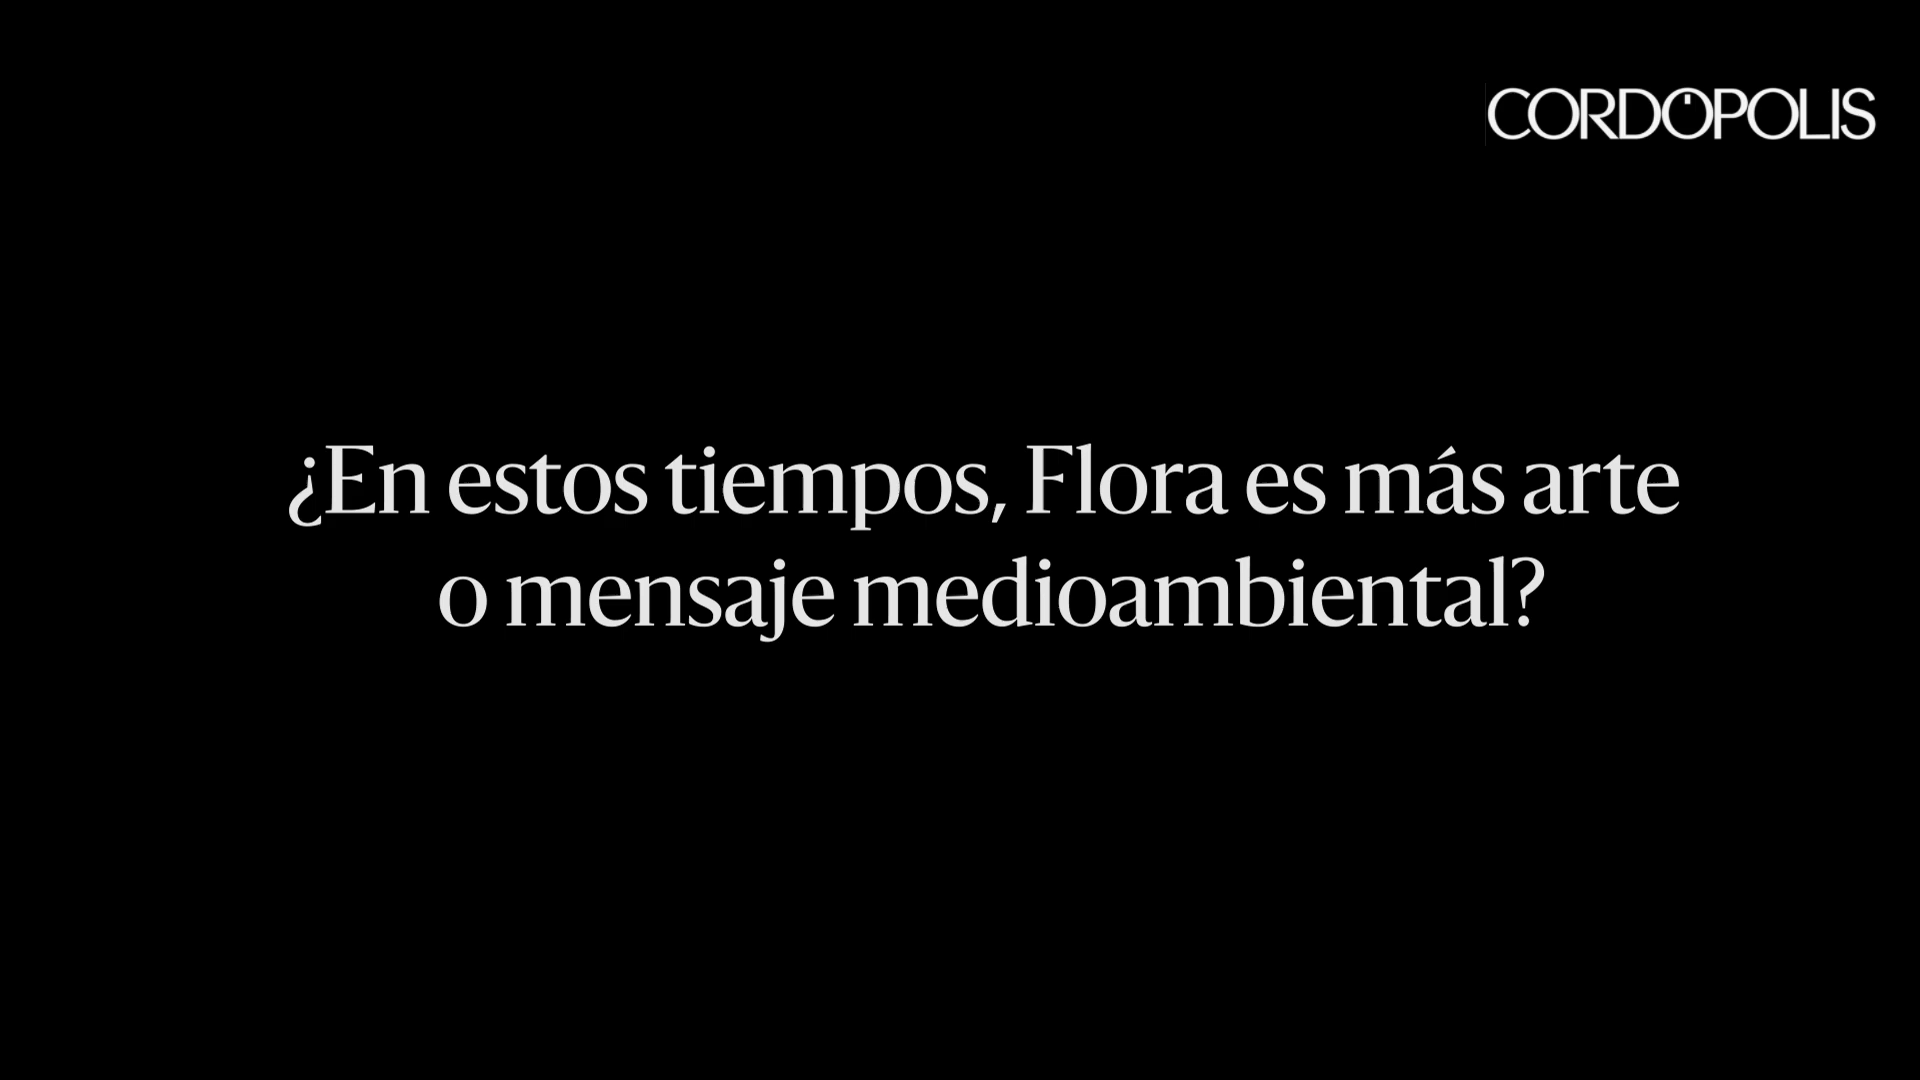 CORDÓPOLIS
¿En estos tiempos, Flora es más arte
o mensaje medioambiental?